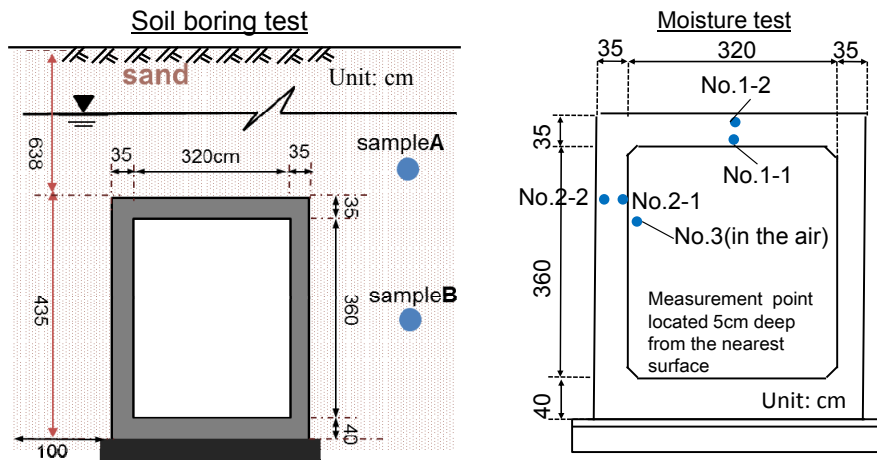 Soil boring test
sand
Unit: cm
638
35
320cm
35
sampleA
35
435
360
sampleB
40
100
Moisture test
35
320
35
No.1-2
35
No.1-1
No.2-2
No.2-1
No.3(in the air)
360
Measurement point
located 5cm deep
from the nearest
surface
40
Unit: cm